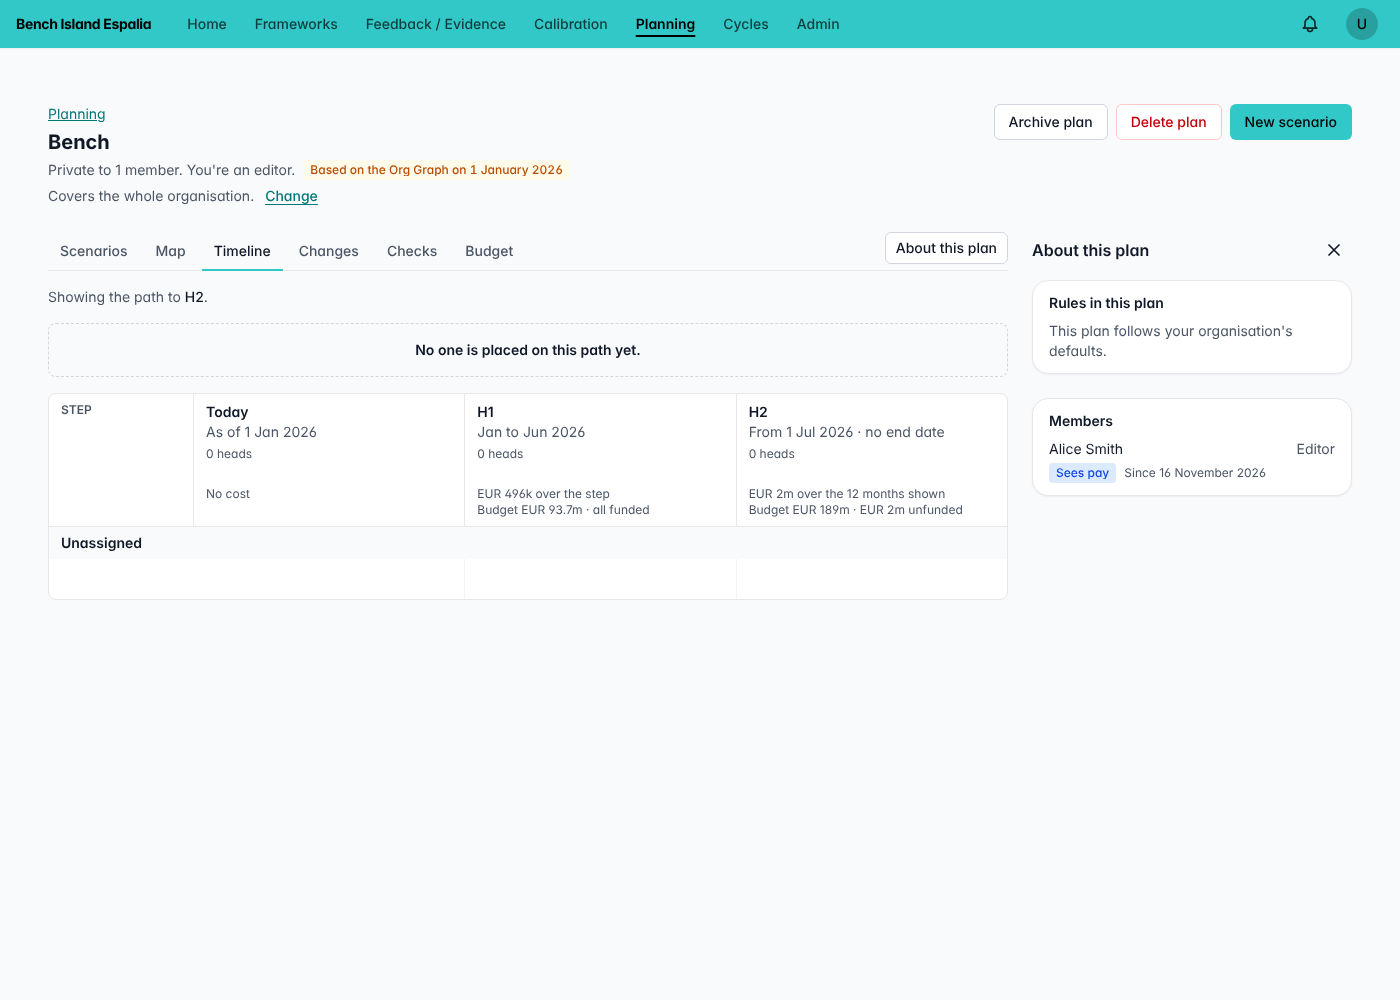 Bench Island Espalia
Home
Frameworks
Feedback / Evidence
Calibration
Planning
Cycles
Admin
U
Planning
Bench
Private to 1 member. You're an editor.
Based on the Org Graph on 1 January 2026
Covers the whole organisation.
Change
Archive plan
Delete plan
New scenario
Scenarios
Map
Timeline
Changes
Checks
Budget
About this plan
Showing the path to H2.
No one is placed on this path yet.
STEP
Today
As of 1 Jan 2026
0 heads
No cost
H1
Jan to Jun 2026
0 heads
EUR 496k over the step
Budget EUR 93.7m · all funded
H2
From 1 Jul 2026 · no end date
0 heads
EUR 2m over the 12 months shown
Budget EUR 189m · EUR 2m unfunded
Unassigned
About this plan
Rules in this plan
This plan follows your organisation's
defaults.
Members
Alice Smith
Editor
Sees pay
Since 16 November 2026